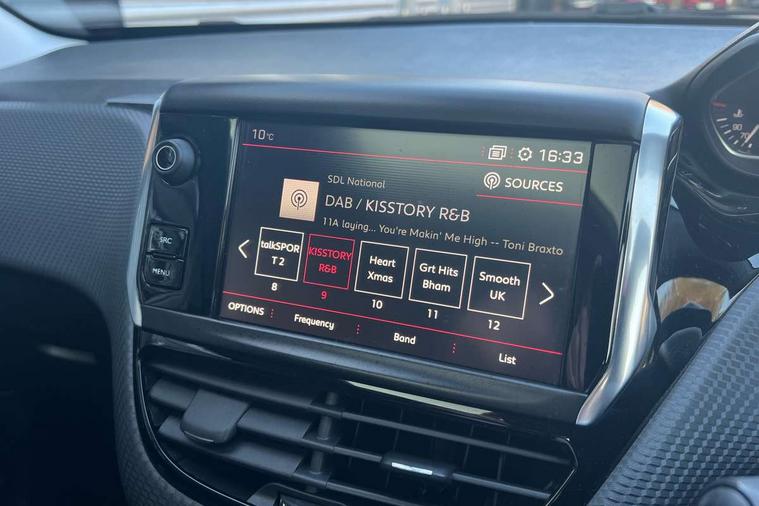 10°C 16:33
SOURCES
SDL National
DAB / KISSTORY R&B
11A laying... You're Makin' Me High -- Toni Braxto
talkSPOR
T 2
KISSTORY
R&B
Heart
Xmas
Grt Hits
Bham
Smooth
UK
8
9
10
11
12
OPTIONS
Frequency
Band
List
SRC
MENU
90
70